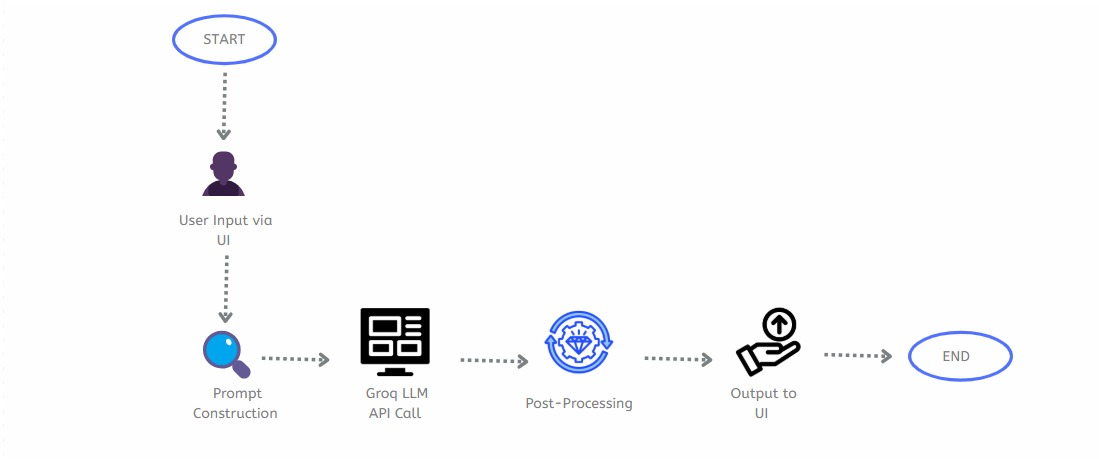 START
User Input via
UI
Prompt
Construction
Groq LLM
API Call
Post-Processing
Output to
UI
END